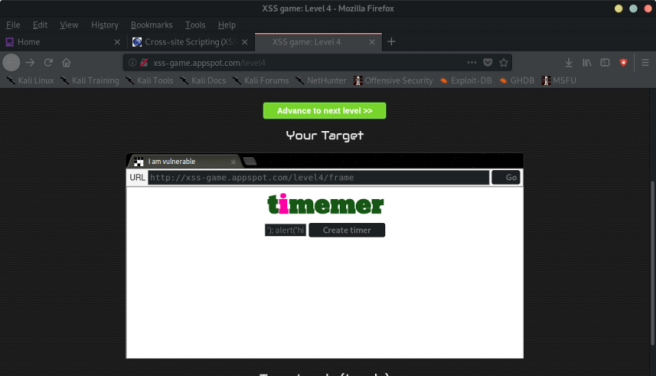 XSS game: Level 4 - Mozilla Firefox
File Edit View History Bookmarks Tools Help
Home Cross-site Scripting (XS XSS game: Level 4
xss-game.appspot.com/level4
Kali Linux Kali Training Kali Tools Kali Docs Kali Forums NetHunter Offensive Security Exploit-DB GHDB MSFU
Advance to next level >>
Your Target
I am vulnerable
URL http://xss-game.appspot.com/level4/frame Go
timemer
'); alert('hi Create timer